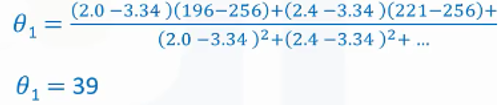 θ₁ = (2.0 −3.34 )(196−256)+(2.4 −3.34 )(221−256)+
(2.0 −3.34 )²+(2.4 −3.34 )²+ ...
θ₁ = 39